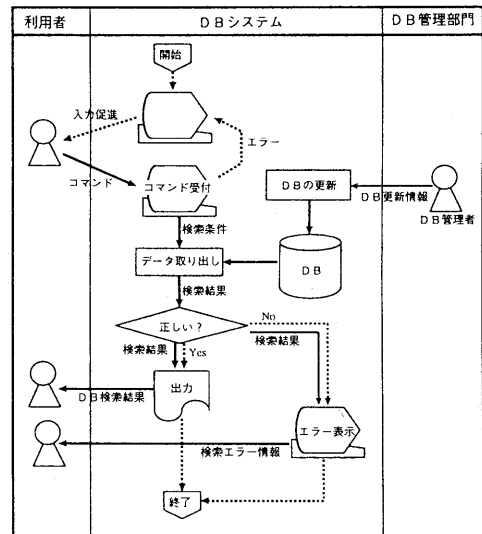 利用者
DBシステム
DB管理部門
開始
入力促進
エラー
コマンド
コマンド受付
DBの更新
DB更新情報
DB管理者
検索条件
データ取り出し
DB
検索結果
正しい?
No
検索結果
Yes
検索結果
出力
DB検索結果
エラー表示
検索エラー情報
終了